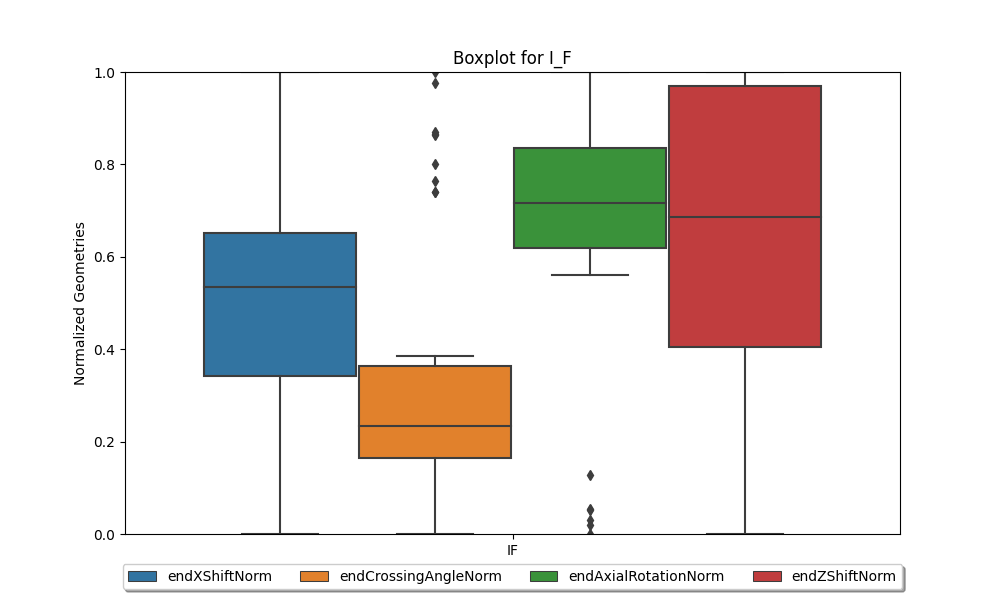 Boxplot for I_F
1.0
0.8
0.6
0.4
0.2
0.0
Normalized Geometries
IF
endXShiftNorm endCrossingAngleNorm endAxialRotationNorm endZShiftNorm